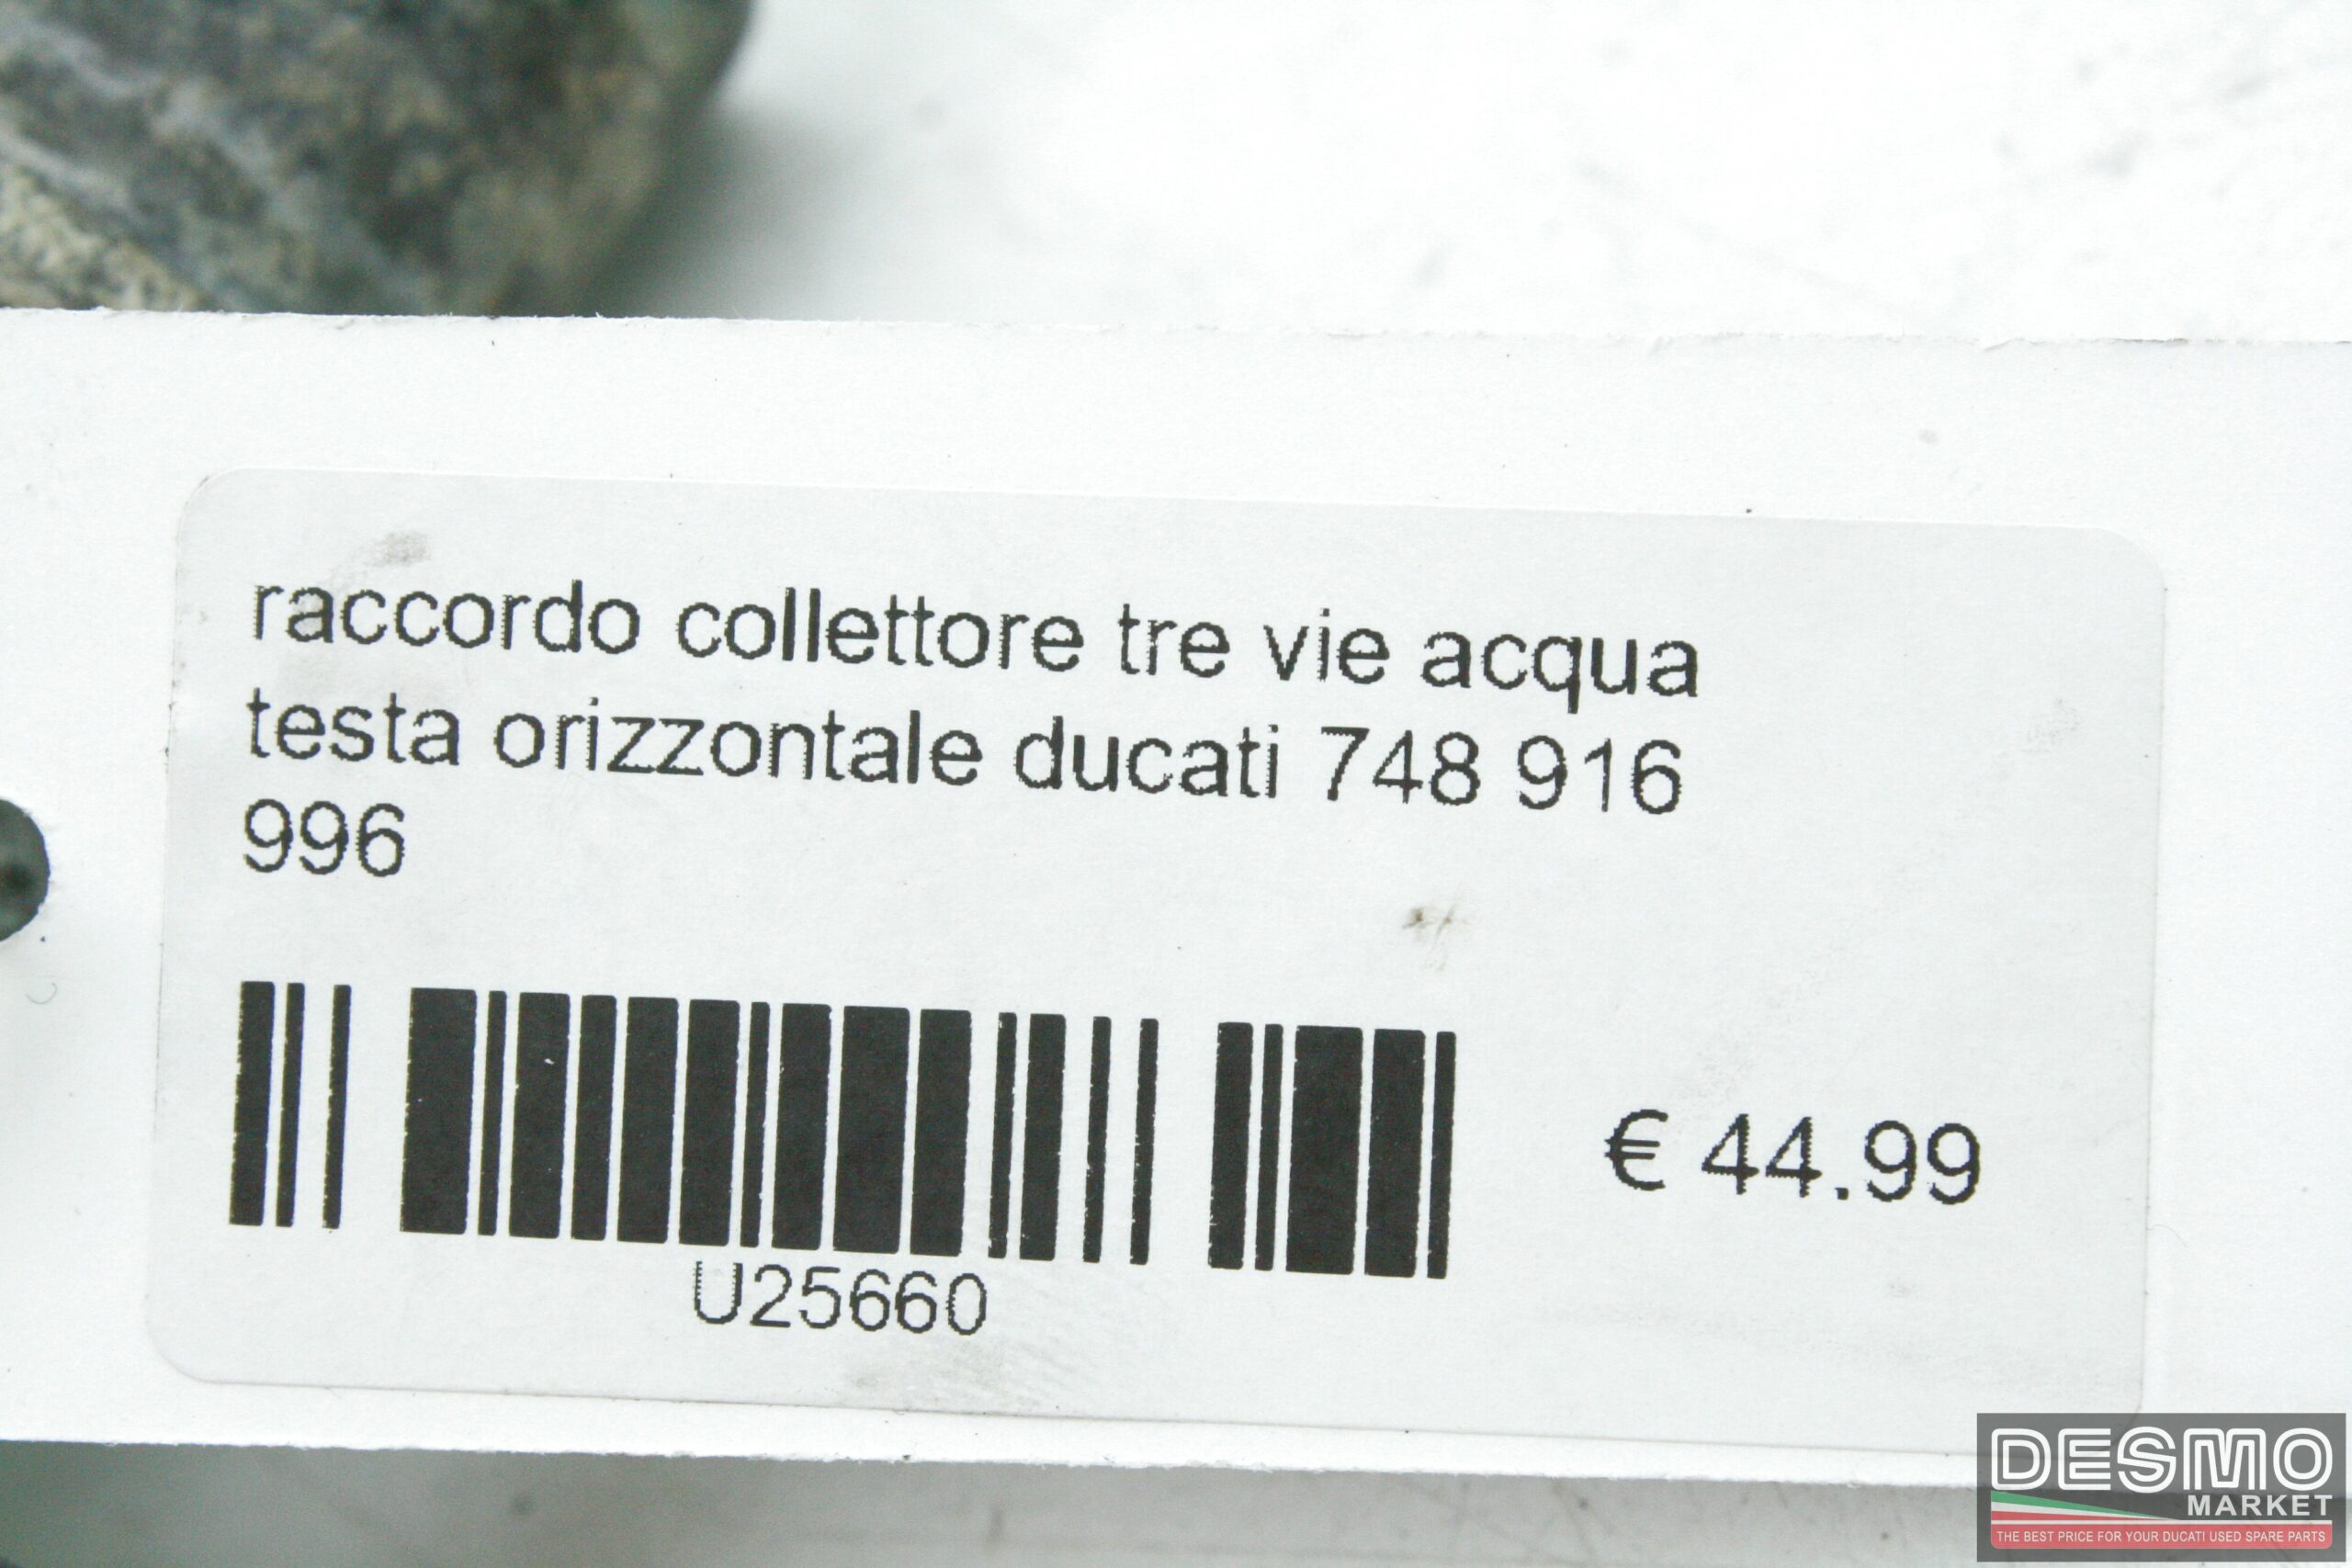 raccordo collettore tre vie acqua
testa orizzontale ducati 748 916
996
€ 44.99
U25660
DESMO
MARKET
THE BEST PRICE FOR YOUR DUCATI USED SPARE PARTS